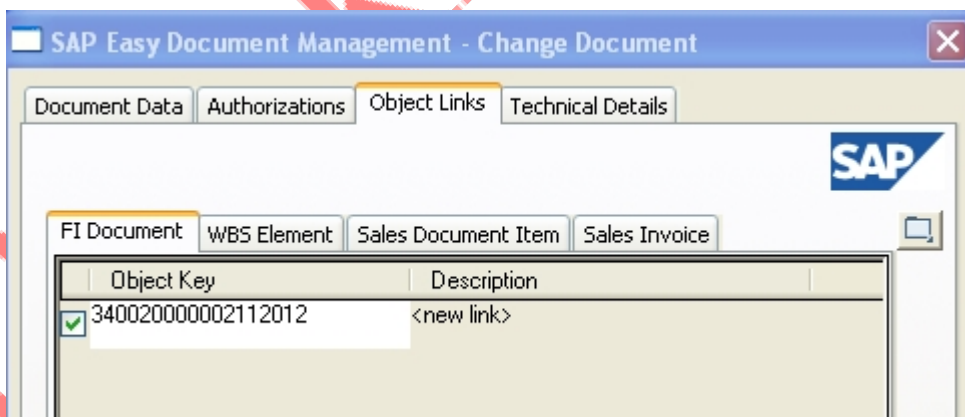 SAP Easy Document Management - Change Document
Document Data Authorizations Object Links Technical Details
SAP
FI Document WBS Element Sales Document Item Sales Invoice
Object Key Description
340020000002112012 <new link>